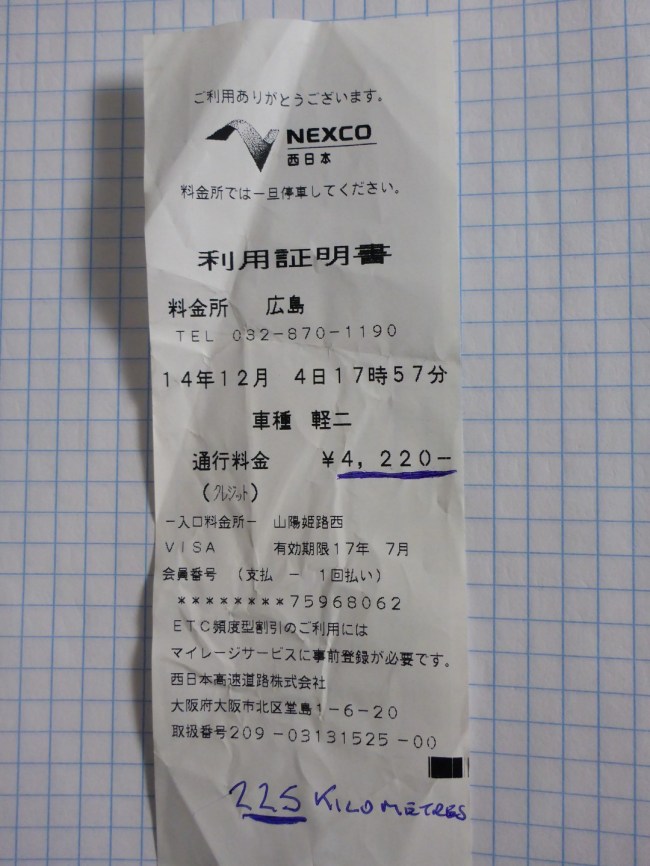 ご利用ありがとうございます。
NEXCO
西日本
料金所では一旦停車してください。
利用証明書
料金所 広島
TEL 082-870-1190
14年12月 4日17時57分
車種 軽二
通行料金 ¥4,220-
(クレジット)
-入口料金所- 山陽姫路西
VISA 有効期限17年 7月
会員番号 (支払 - 1回払い)
********75968062
ETC頻度型割引のご利用には
マイレージサービスに事前登録が必要です。
西日本高速道路株式会社
大阪府大阪市北区堂島1-6-20
取扱番号209-03131525-00
225 KILOMETRES